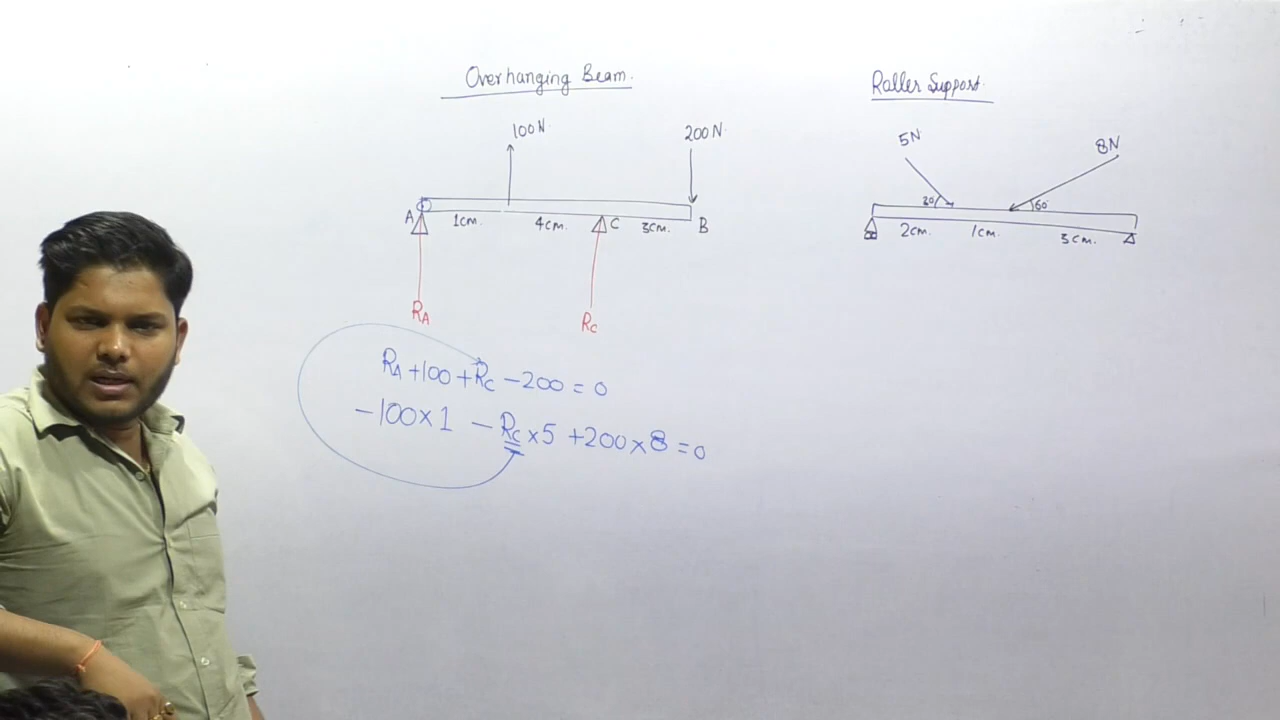 Overhanging Beam.
100N.
200N.
A 1cm. 4cm. C 3cm. B
RA RC
RA+100+RC-200=0
-100×1 -RC×5+200×8=0
Roller Support.
5N 8N
30° 60°
2cm. 1cm. 3cm.